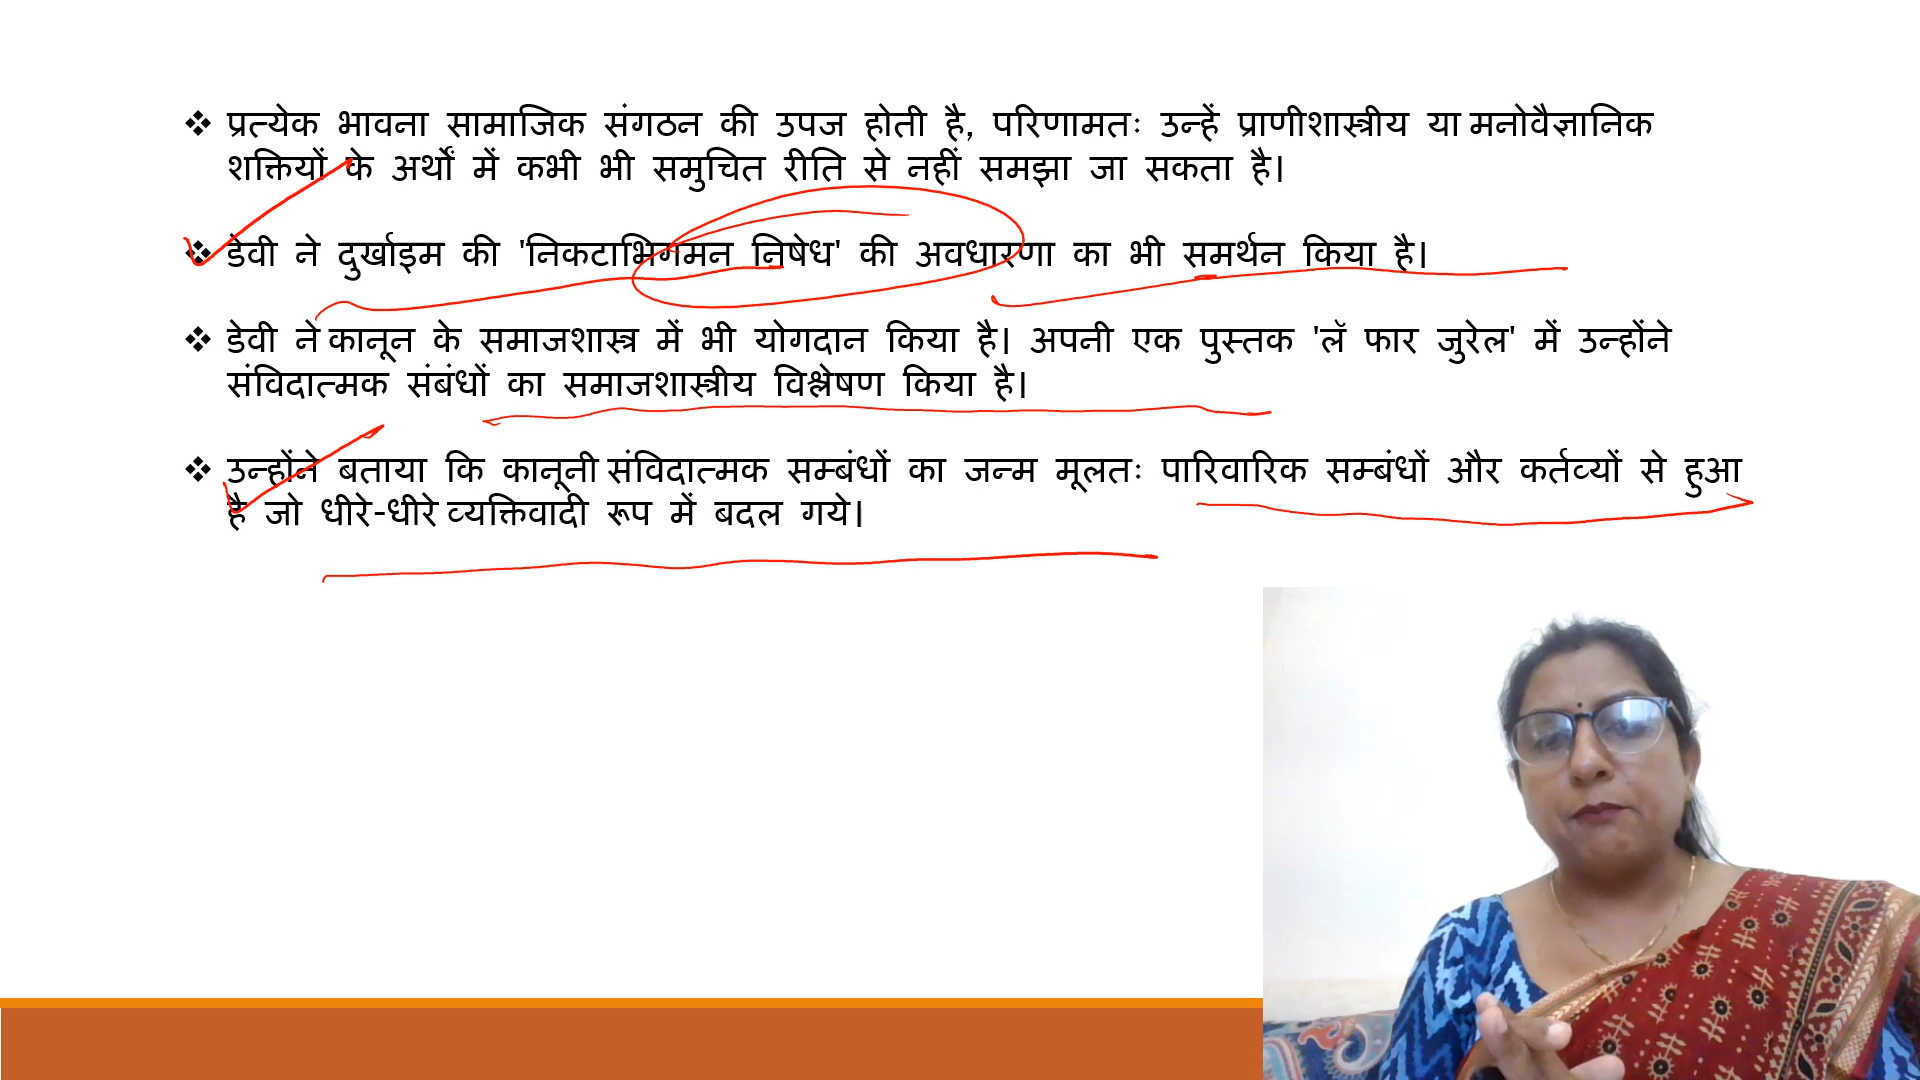 ❖ प्रत्येक भावना सामाजिक संगठन की उपज होती है, परिणामतः उन्हें प्राणीशास्त्रीय या मनोवैज्ञानिक
शक्तियों के अर्थों में कभी भी समुचित रीति से नहीं समझा जा सकता है।
❖ डेवी ने दुर्खाइम की 'निकटाभिगमन निषेध' की अवधारणा का भी समर्थन किया है।
❖ डेवी ने कानून के समाजशास्त्र में भी योगदान किया है। अपनी एक पुस्तक 'लॅ फार जुरेल' में उन्होंने
संविदात्मक संबंधों का समाजशास्त्रीय विश्लेषण किया है।
❖ उन्होंने बताया कि कानूनी संविदात्मक सम्बंधों का जन्म मूलतः पारिवारिक सम्बंधों और कर्तव्यों से हुआ
है जो धीरे-धीरे व्यक्तिवादी रूप में बदल गये।